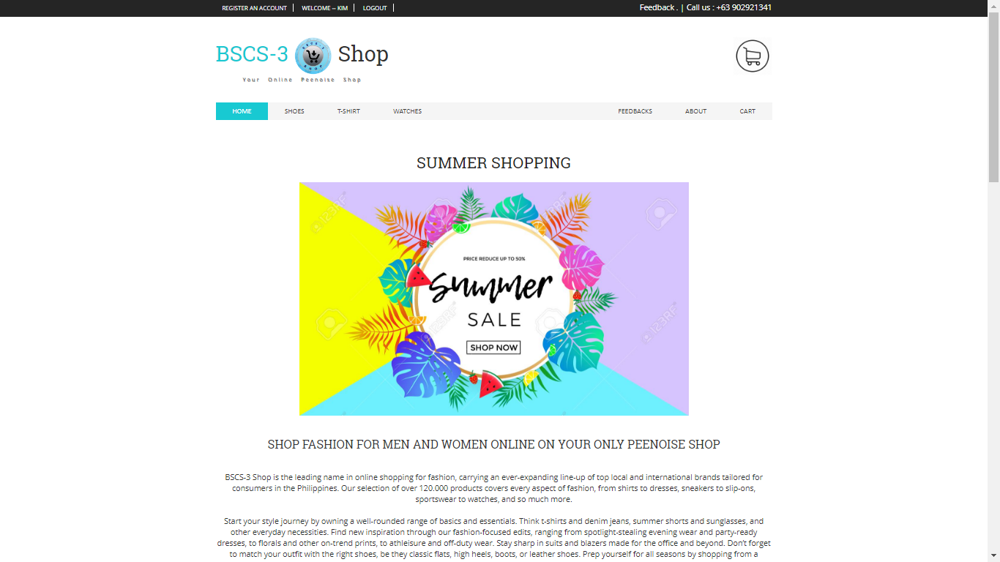 REGISTER AN ACCOUNT WELCOME -- KIM LOGOUT Feedback . | Call us : +63 902921341
BSCS-3 Shop
Your Online Peenoise Shop
HOME SHOES T-SHIRT WATCHES FEEDBACKS ABOUT CART
SUMMER SHOPPING
123RF
PRICE REDUCE UP TO 50%
Summer
SALE
123RF
123RF
SHOP NOW
SHOP FASHION FOR MEN AND WOMEN ONLINE ON YOUR ONLY PEENOISE SHOP
BSCS-3 Shop is the leading name in online shopping for fashion, carrying an ever-expanding line-up of top local and international brands tailored for
consumers in the Philippines. Our selection of over 120.000 products covers every aspect of fashion, from shirts to dresses, sneakers to slip-ons,
sportswear to watches, and so much more.
Start your style journey by owning a well-rounded range of basics and essentials. Think t-shirts and denim jeans, summer shorts and sunglasses, and
other everyday necessities. Find new inspiration through our fashion-focused edits, ranging from spotlight-stealing evening wear and party-ready
dresses, to florals and other on-trend prints, to athleisure and off-duty wear. Stay sharp in suits and blazers made for the office and beyond. Don't forget
to match your outfit with the right shoes, be they classic flats, high heels, boots, or leather shoes. Prep yourself for all seasons by shopping from a